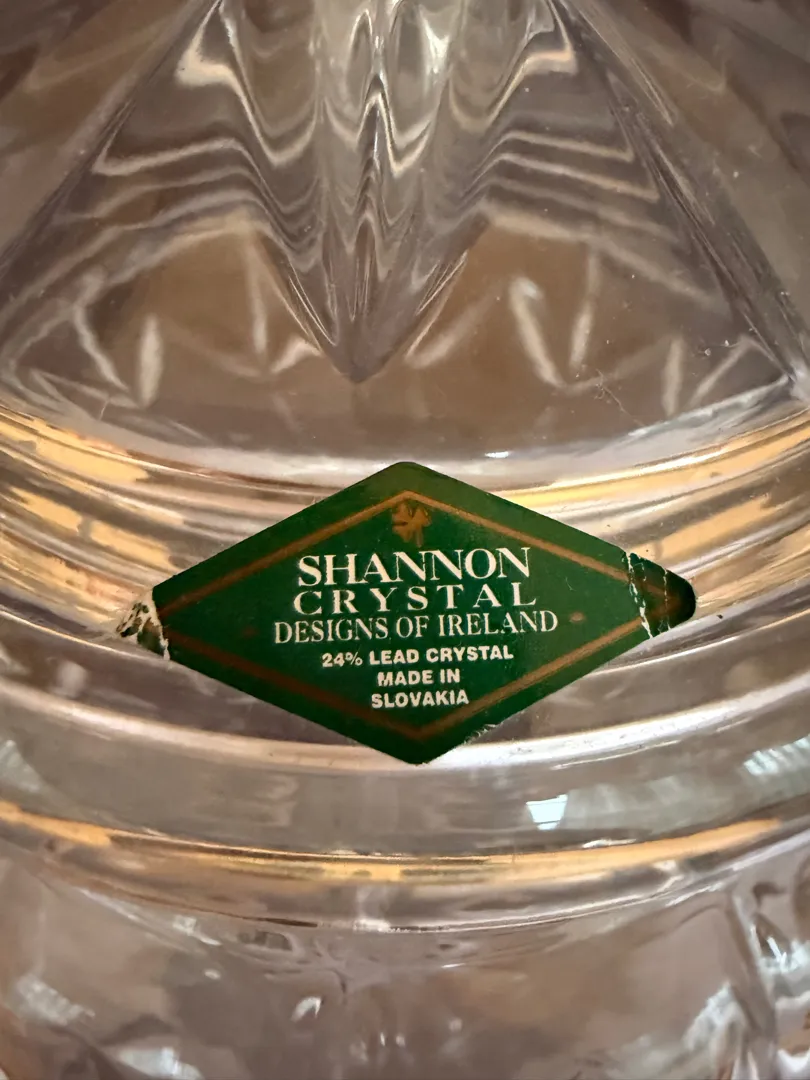 SHANNON
CRYSTAL
DESIGNS OF IRELAND
24% LEAD CRYSTAL
MADE IN
SLOVAKIA